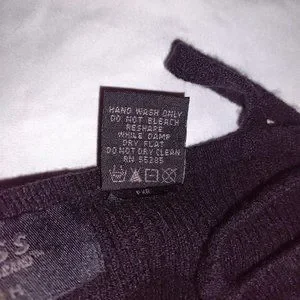 HAND WASH ONLY
DO NOT BLEACH
RESHAPE
WHILE DAMP
DRY FLAT
DO NOT DRY CLEAN
RN 55285